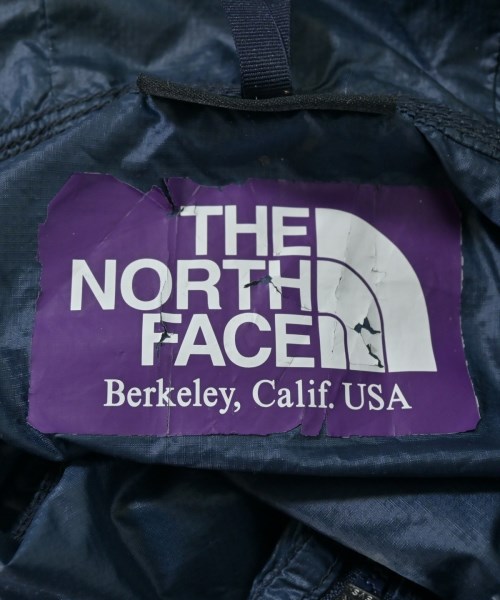 THE
NORTH
FACE
Berkeley, Calif. USA